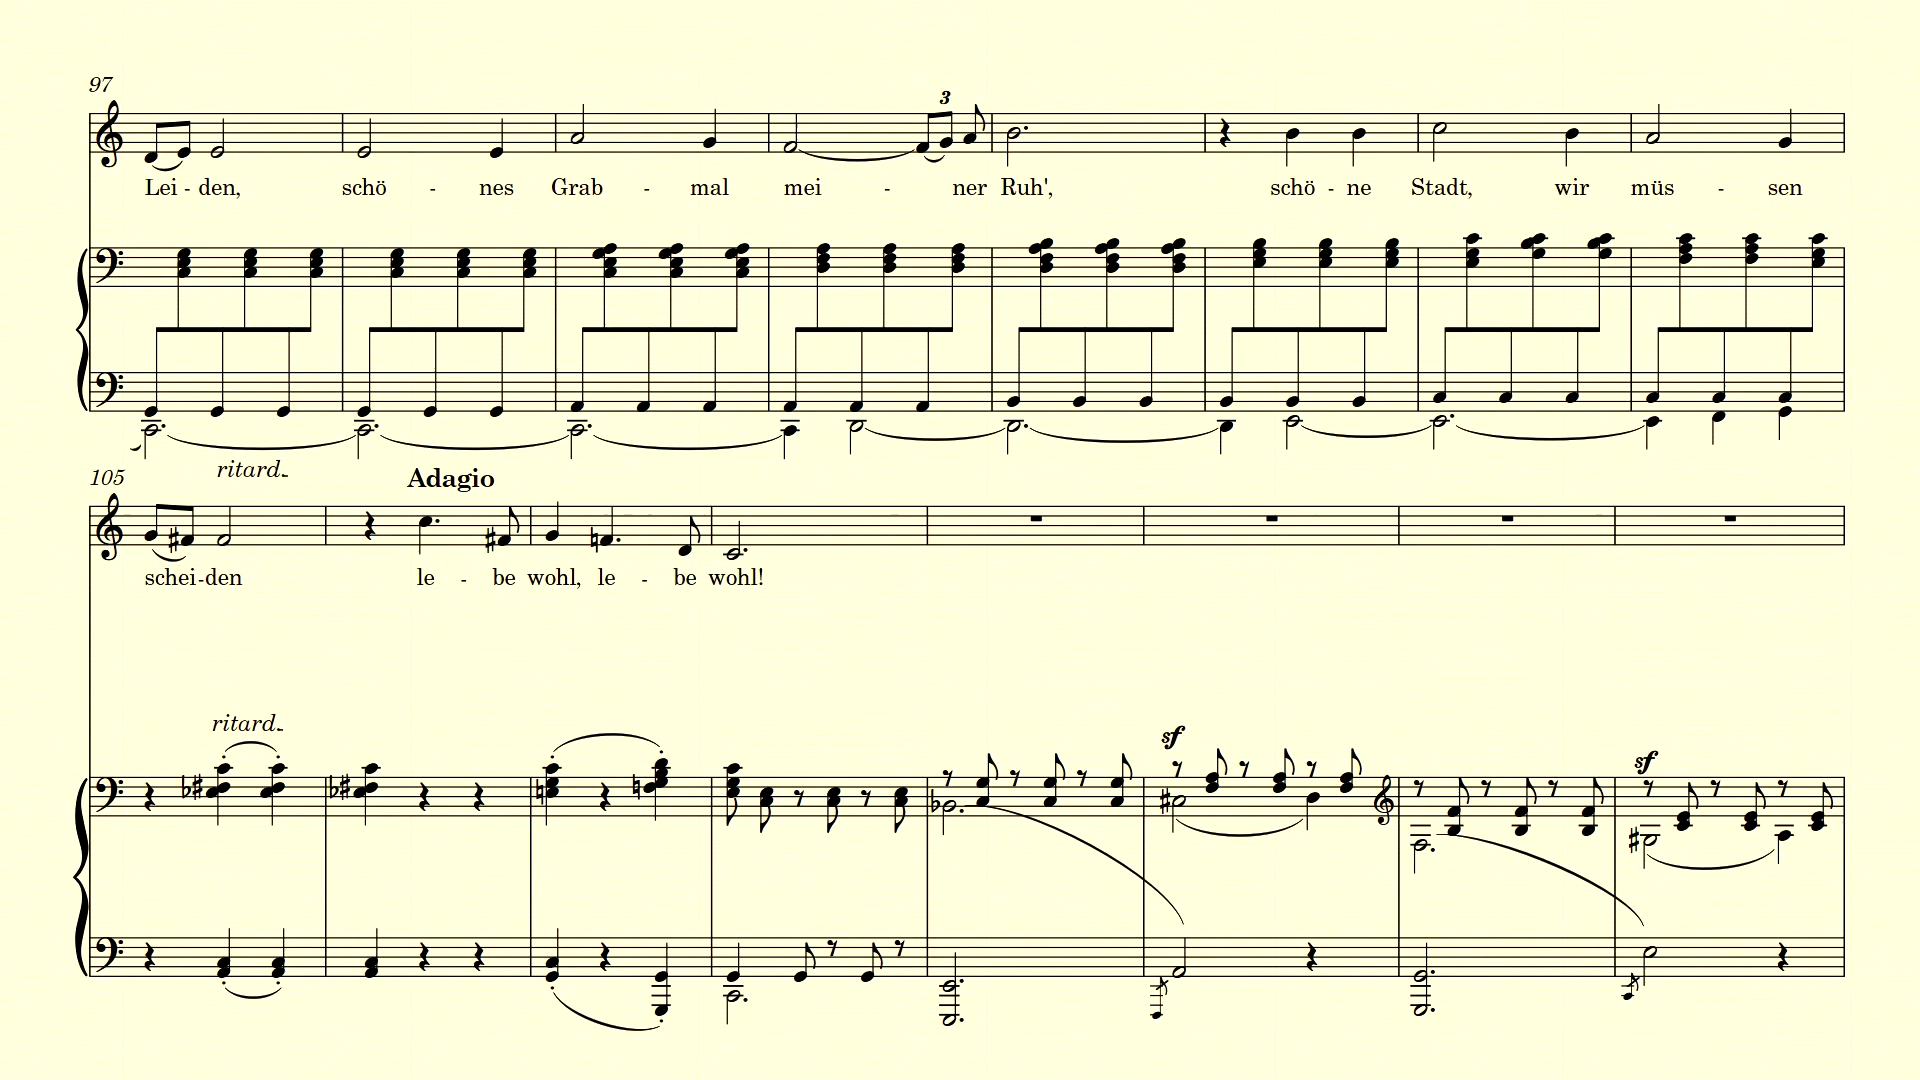 97
3
Lei - den, schö - nes Grab - mal mei - ner Ruh', schö - ne Stadt, wir müs - sen
105
ritard.
Adagio
schei-den le - be wohl, le - be wohl!
ritard.
sf
sf